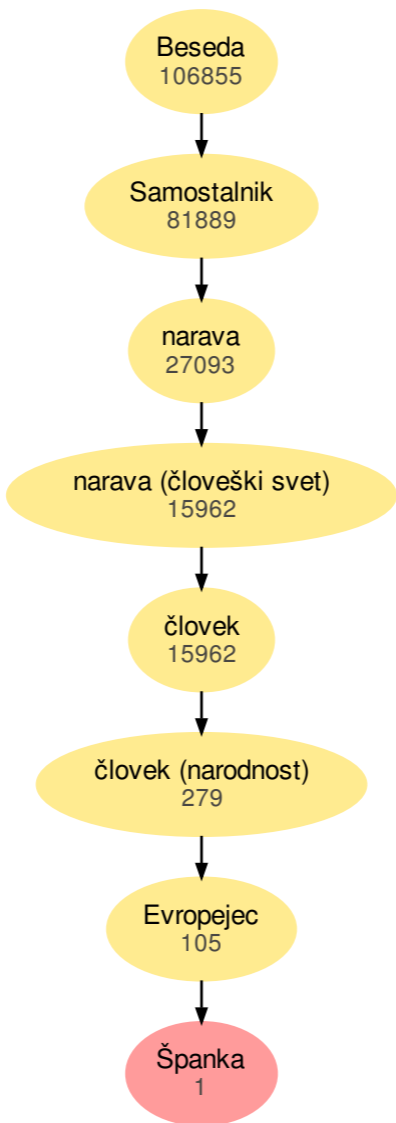 Beseda
106855
Samostalnik
81889
narava
27093
narava (človeški svet)
15962
človek
15962
človek (narodnost)
279
Evropejec
105
Španka
1